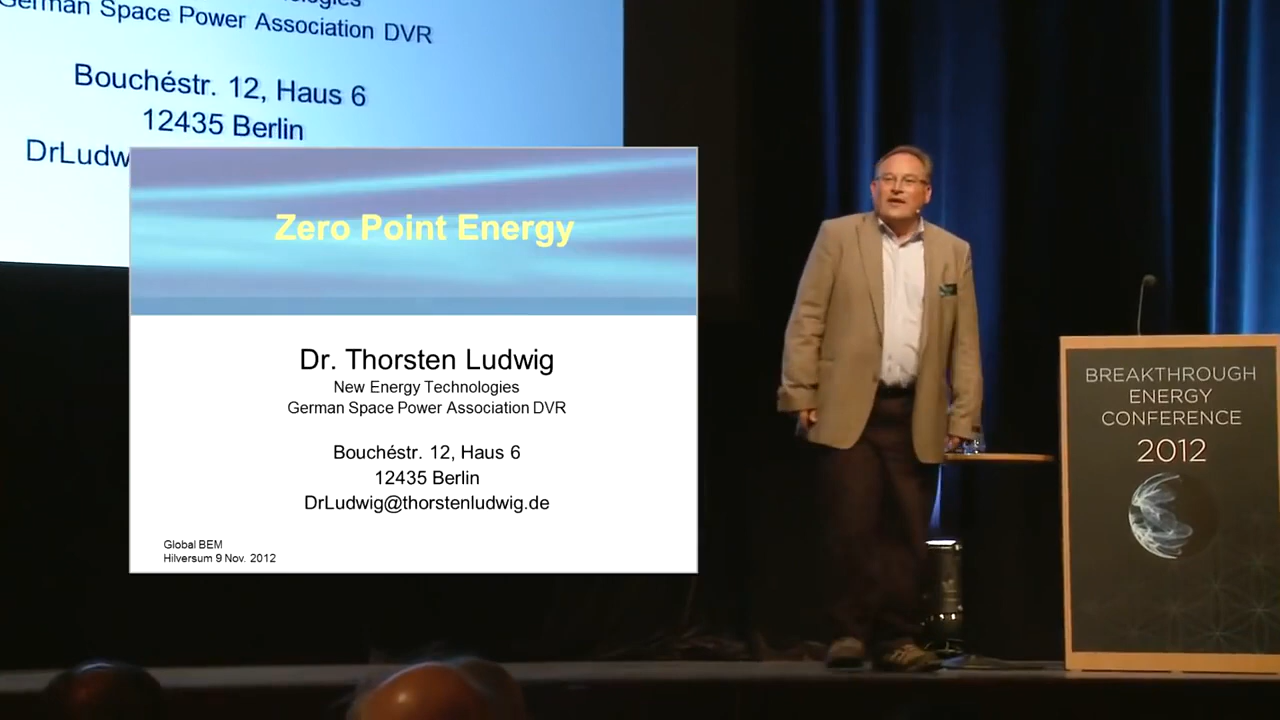 German Space Power Association DVR
Bouchéstr. 12, Haus 6
12435 Berlin
DrLudw
Zero Point Energy
Dr. Thorsten Ludwig
New Energy Technologies
German Space Power Association DVR
Bouchéstr. 12, Haus 6
12435 Berlin
DrLudwig@thorstenludwig.de
Global BEM
Hilversum 9 Nov. 2012
BREAKTHROUGH
ENERGY
CONFERENCE
2012